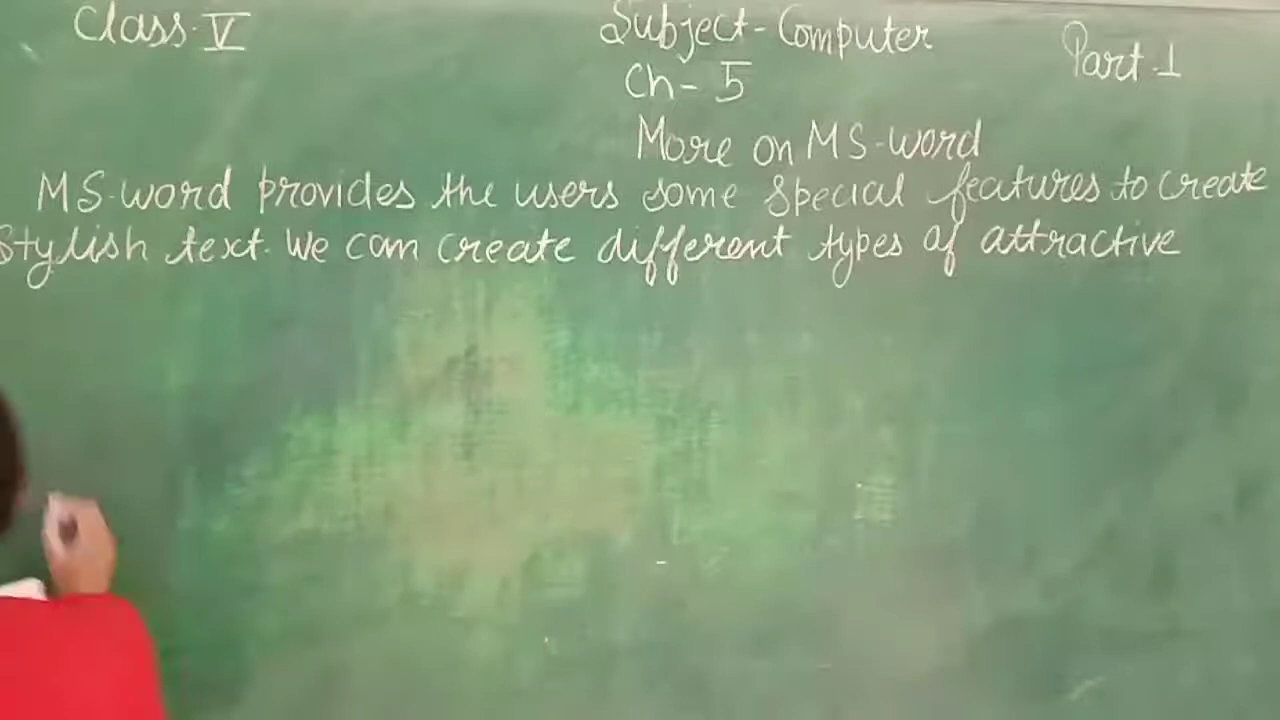 Class-V Subject-Computer Part-1
Ch-5
More on MS-word
MS-word provides the users some special features to create
stylish text. We can create different types of attractive